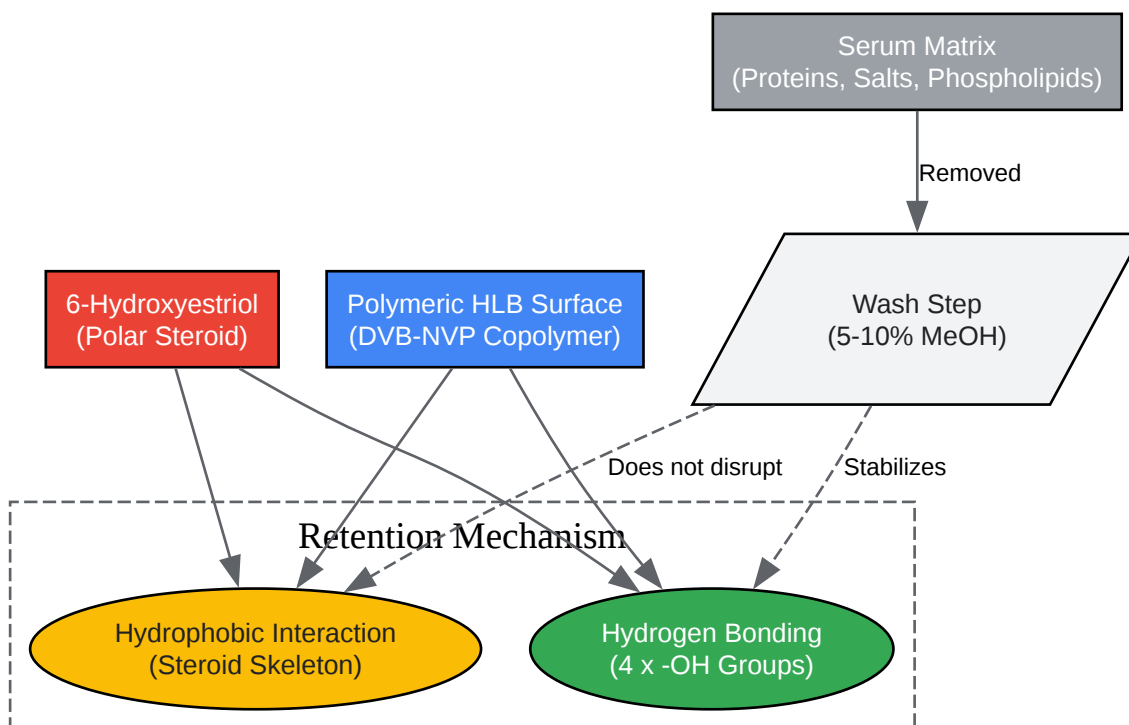 Serum Matrix
(Proteins, Salts, Phospholipids)
Removed
6-Hydroxyestriol
(Polar Steroid)
Polymeric HLB Surface
(DVB-NVP Copolymer)
Wash Step
(5-10% MeOH)
Does not disrupt
Stabilizes
Retention Mechanism
Hydrophobic Interaction
(Steroid Skeleton)
Hydrogen Bonding
(4 x -OH Groups)